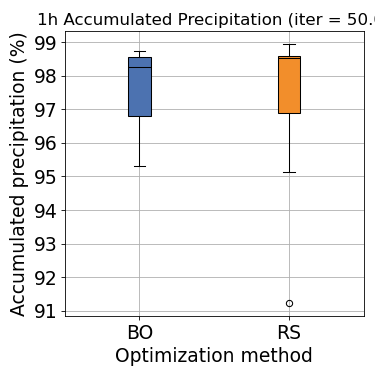 1h Accumulated Precipitation (iter = 50.
Accumulated precipitation (%)
99
98
97
96
95
94
93
92
91
BO
RS
Optimization method